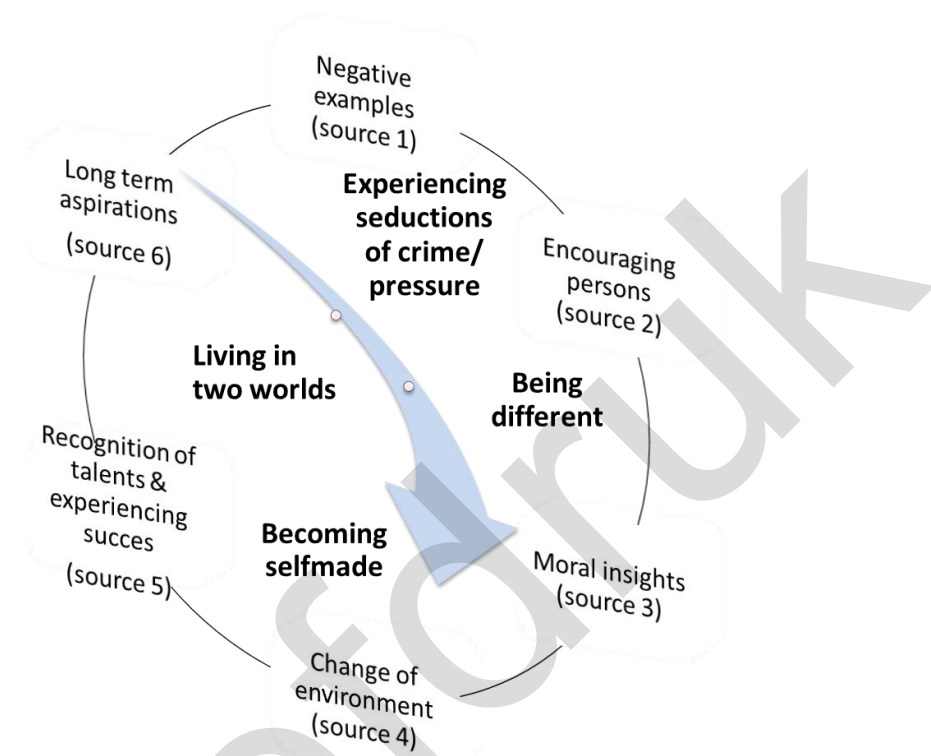 Negative
examples
(source 1)
Experiencing
seductions
of crime/
pressure
Encouraging
persons
(source 2)
Being
different
Moral insights
(source 3)
Change of
environment
(source 4)
Becoming
selfmade
Recognition of
talents &
experiencing
succes
(source 5)
Living in
two worlds
Long term
aspirations
(source 6)